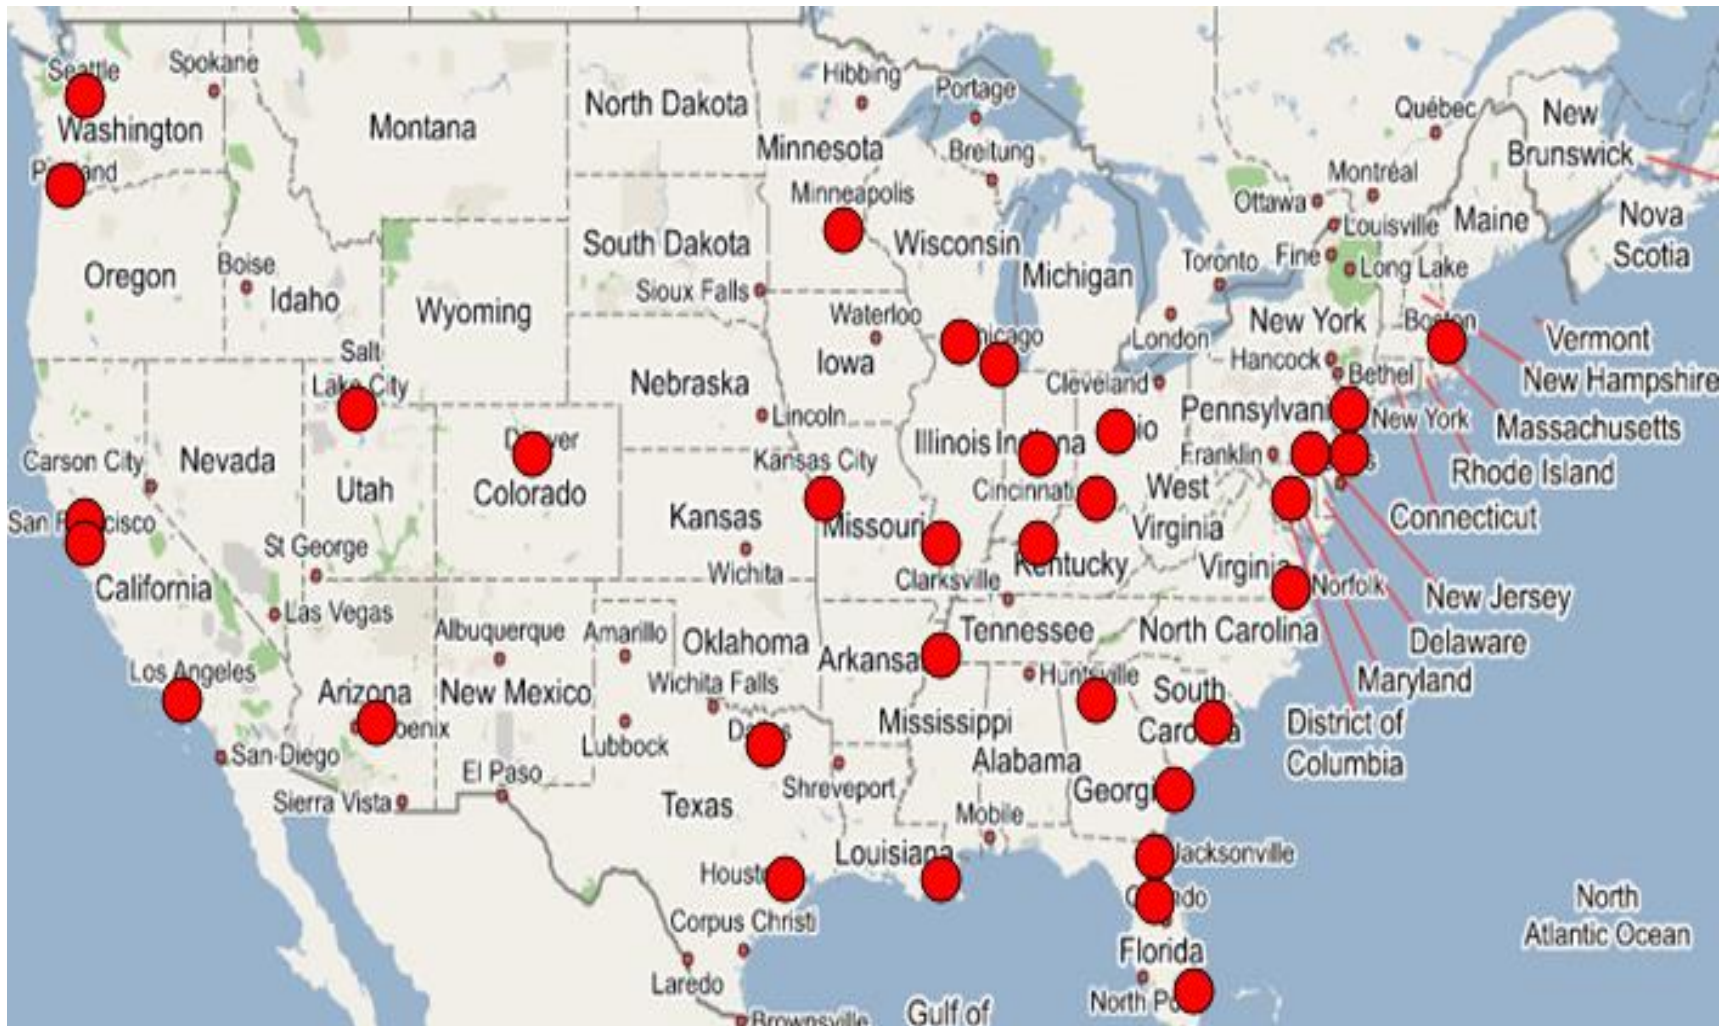 Seattle
Spokane
Washington
Montana
North Dakota
Hibbing
Portage
Minnesota
Breitung
Minneapolis
Québec
New
Brunswick
Montréal
Ottawa
Louisville
Maine
Nova
Scotia
Oregon
Boise
Idaho
Wyoming
South Dakota
Sioux Falls
Wisconsin
Michigan
Toronto
Fine
Long Lake
Waterloo
Iowa
London
New York
Boston
Vermont
Salt
Lake City
Nebraska
Lincoln
Cleveland
Hancock
Bethel
New Hampshire
New York
Massachusetts
Carson City
Nevada
Utah
Colorado
Kansas City
Illinois
Franklin
West
Virginia
Rhode Island
Connecticut
St George
California
Kansas
Wichita
Missouri
Clarksville
Kentucky
Virginia
Norfolk
New Jersey
Las Vegas
Albuquerque
Amarillo
Oklahoma
Tennessee
North Carolina
Delaware
Los Angeles
Arizona
New Mexico
Wichita Falls
Huntsville
South
Maryland
San Diego
Lubbock
Mississippi
District of
Columbia
El Paso
Sierra Vista
Texas
Shreveport
Alabama
Mobile
Louisiana
Jacksonville
Corpus Christi
Laredo
Brownsville
Florida
Gulf of
North
Atlantic Ocean